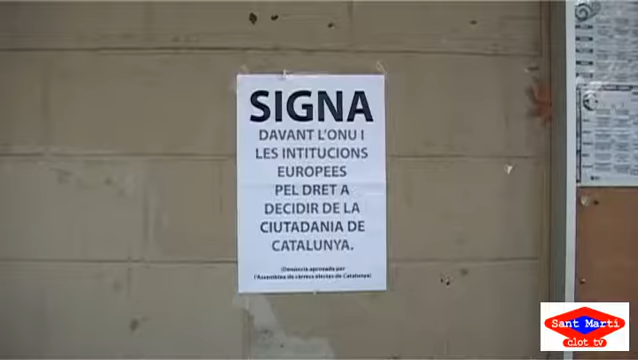 SIGNA
DAVANT L'ONU I
LES INTITUCIONS
EUROPEES
PEL DRET A
DECIDIR DE LA
CIUTADANIA DE
CATALUNYA.
(Denúncia aprovada per
l'Assemblea de càrrecs electes de Catalunya)
Sant Marti
clot tv